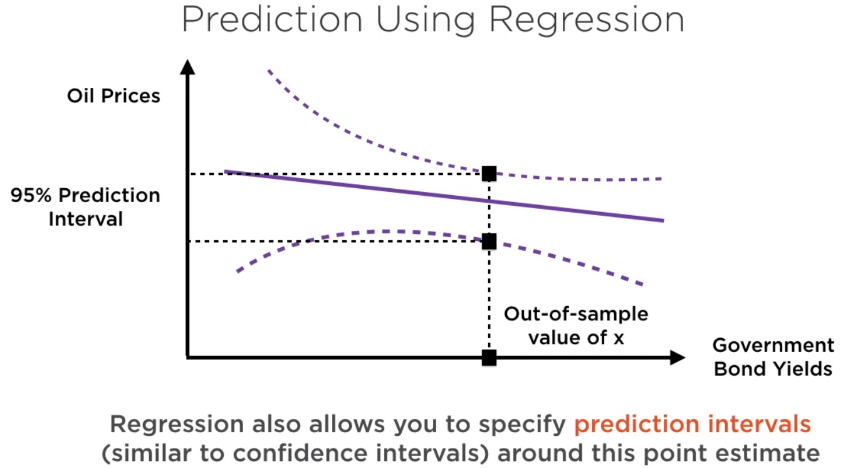 Prediction Using Regression
Oil Prices
95% Prediction
Interval
Out-of-sample
value of x
Government
Bond Yields
Regression also allows you to specify prediction intervals
(similar to confidence intervals) around this point estimate